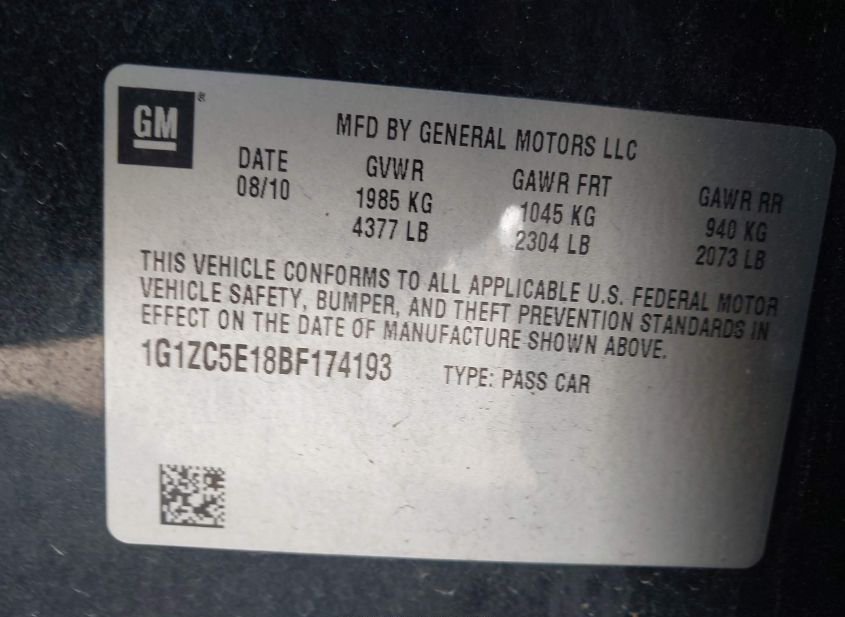 GM ®
MFD BY GENERAL MOTORS LLC
DATE GVWR GAWR FRT GAWR RR
08/10 1985 KG 1045 KG 940 KG
4377 LB 2304 LB 2073 LB
THIS VEHICLE CONFORMS TO ALL APPLICABLE U.S. FEDERAL MOTOR
VEHICLE SAFETY, BUMPER, AND THEFT PREVENTION STANDARDS IN
EFFECT ON THE DATE OF MANUFACTURE SHOWN ABOVE.
1G1ZC5E18BF174193 TYPE: PASS CAR